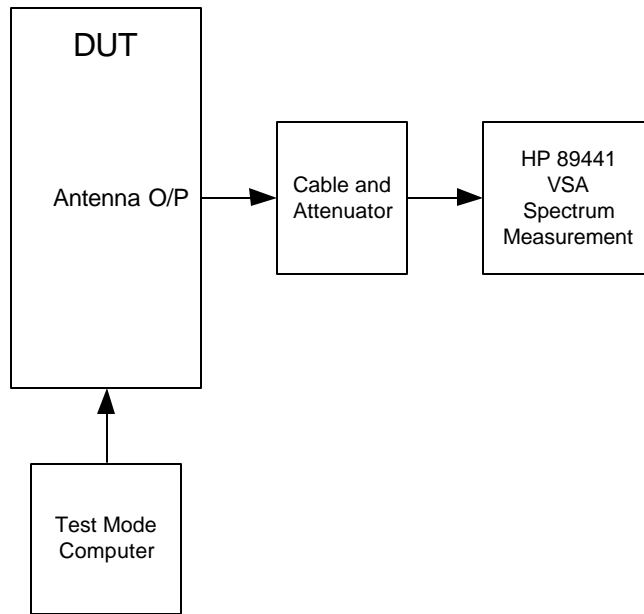 DUT
Antenna O/P
Cable and
Attenuator
HP 89441
VSA
Spectrum
Measurement
Test Mode
Computer